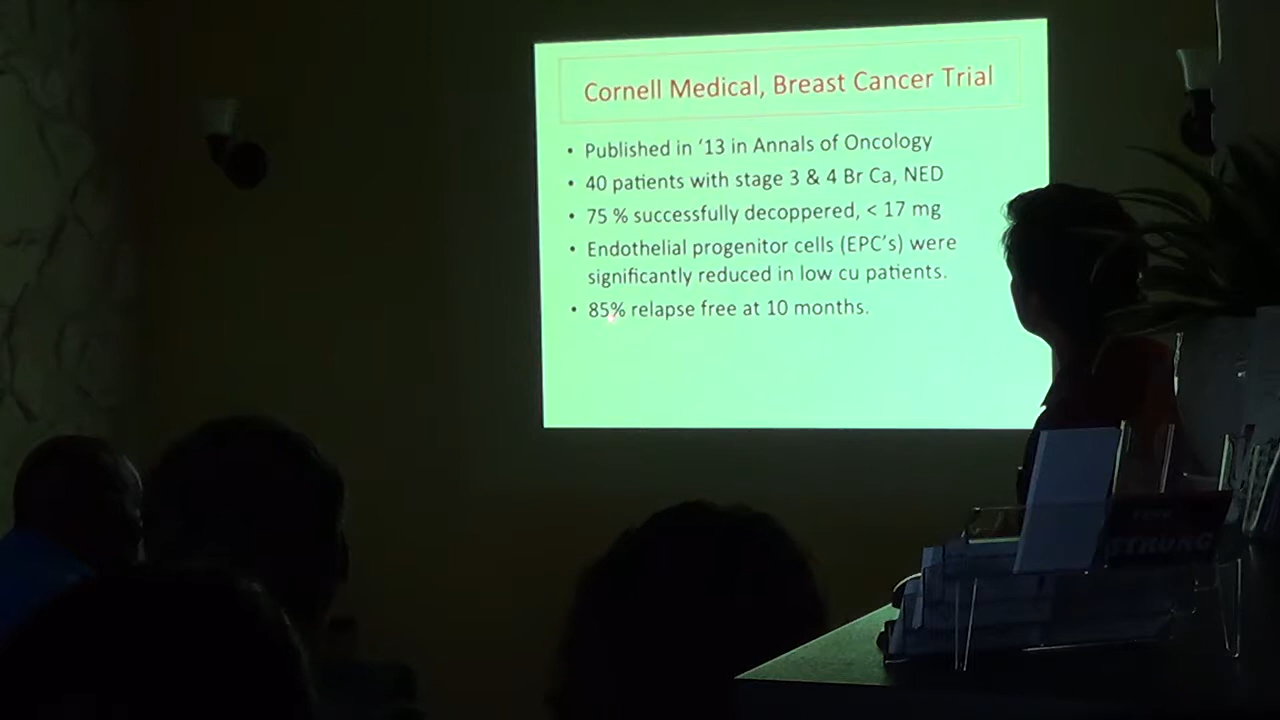 Cornell Medical, Breast Cancer Trial
• Published in ‘13 in Annals of Oncology
• 40 patients with stage 3 & 4 Br Ca, NED
• 75 % successfully decoppered, < 17 mg
• Endothelial progenitor cells (EPC’s) were
significantly reduced in low cu patients.
• 85% relapse free at 10 months.
STRONG